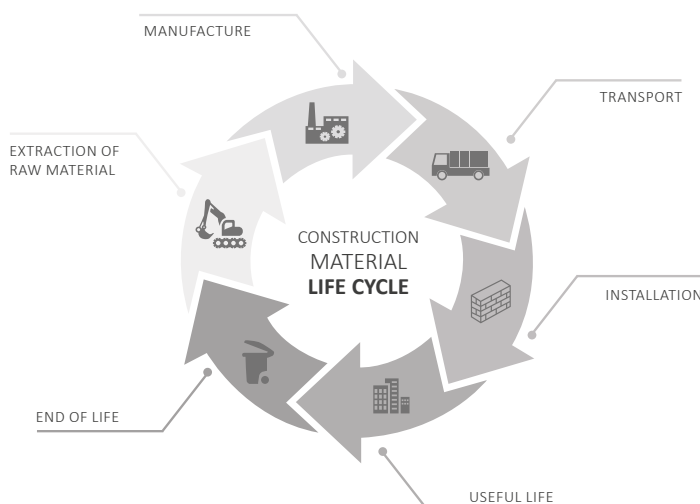 MANUFACTURE
TRANSPORT
EXTRACTION OF
RAW MATERIAL
CONSTRUCTION
MATERIAL
LIFE CYCLE
INSTALLATION
END OF LIFE
USEFUL LIFE